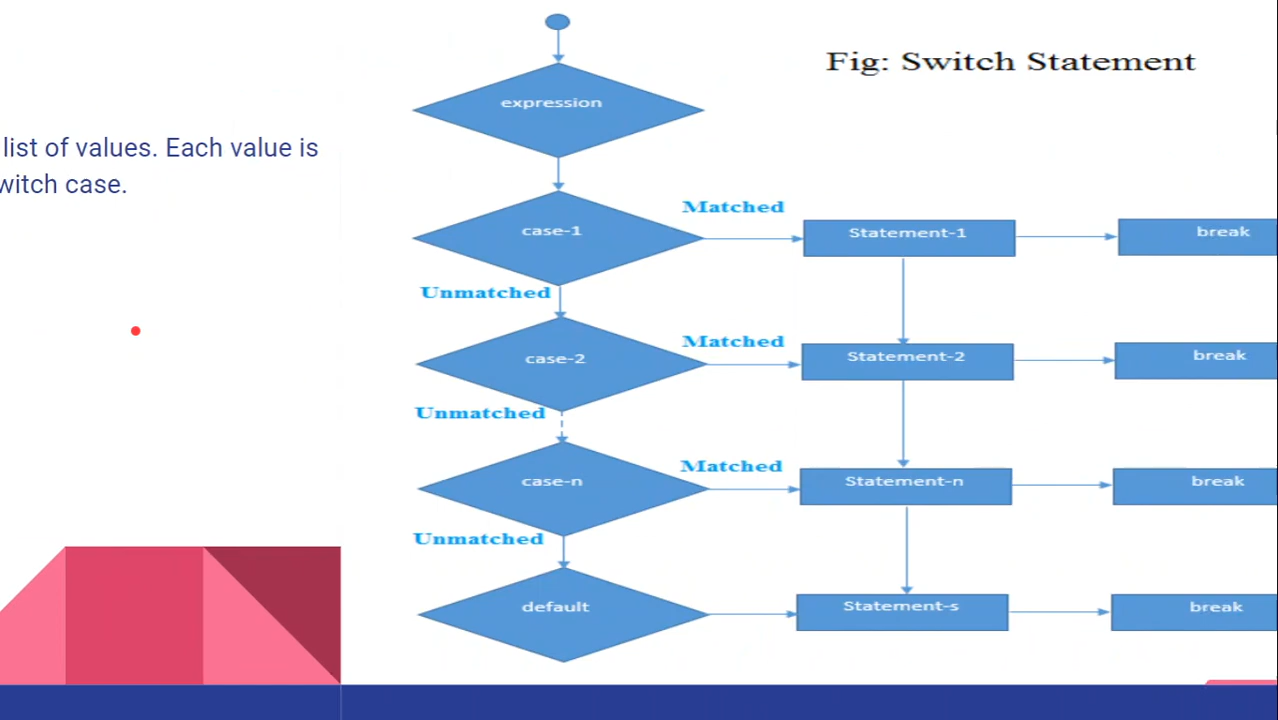 Fig: Switch Statement
list of values. Each value is
witch case.
expression
case-1
Matched
Statement-1
break
Unmatched
case-2
Matched
Statement-2
break
Unmatched
case-n
Matched
Statement-n
break
Unmatched
default
Statement-s
break